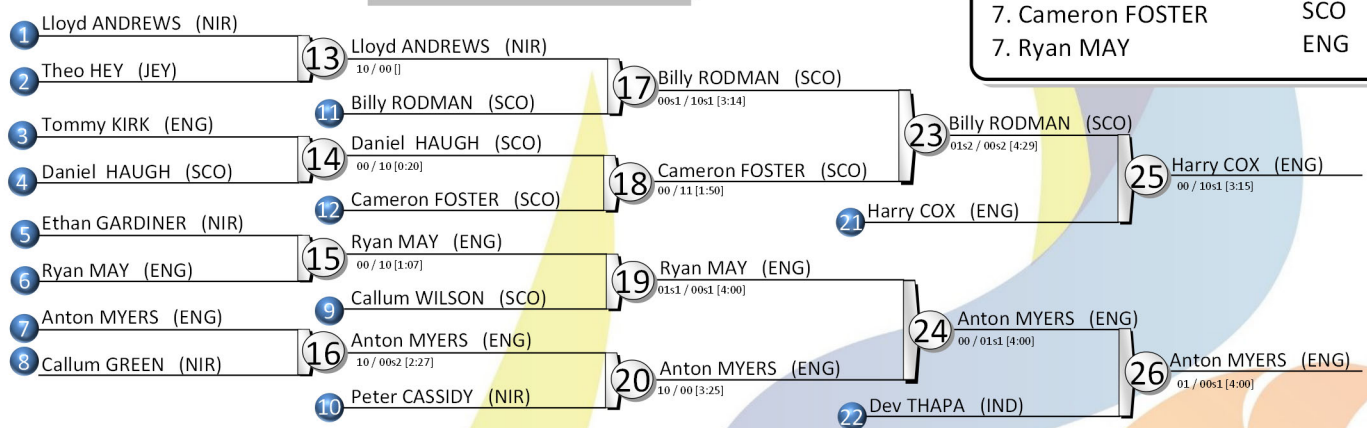 7. Cameron FOSTER SCO
7. Ryan MAY ENG
1 Lloyd ANDREWS (NIR)
2 Theo HEY (JEY)
3 Tommy KIRK (ENG)
4 Daniel HAUGH (SCO)
5 Ethan GARDINER (NIR)
6 Ryan MAY (ENG)
7 Anton MYERS (ENG)
8 Callum GREEN (NIR)
13 Lloyd ANDREWS (NIR)
10 / 00 []
11 Billy RODMAN (SCO)
14 Daniel HAUGH (SCO)
00 / 10 [0:20]
12 Cameron FOSTER (SCO)
15 Ryan MAY (ENG)
00 / 10 [1:07]
9 Callum WILSON (SCO)
16 Anton MYERS (ENG)
10 / 00s2 [2:27]
10 Peter CASSIDY (NIR)
17 Billy RODMAN (SCO)
00s1 / 10s1 [3:14]
18 Cameron FOSTER (SCO)
00 / 11 [1:50]
19 Ryan MAY (ENG)
01s1 / 00s1 [4:00]
20 Anton MYERS (ENG)
10 / 00 [3:25]
23 Billy RODMAN (SCO)
01s2 / 00s2 [4:29]
21 Harry COX (ENG)
24 Anton MYERS (ENG)
00 / 01s1 [4:00]
22 Dev THAPA (IND)
25 Harry COX (ENG)
00 / 10s1 [3:15]
26 Anton MYERS (ENG)
01 / 00s1 [4:00]